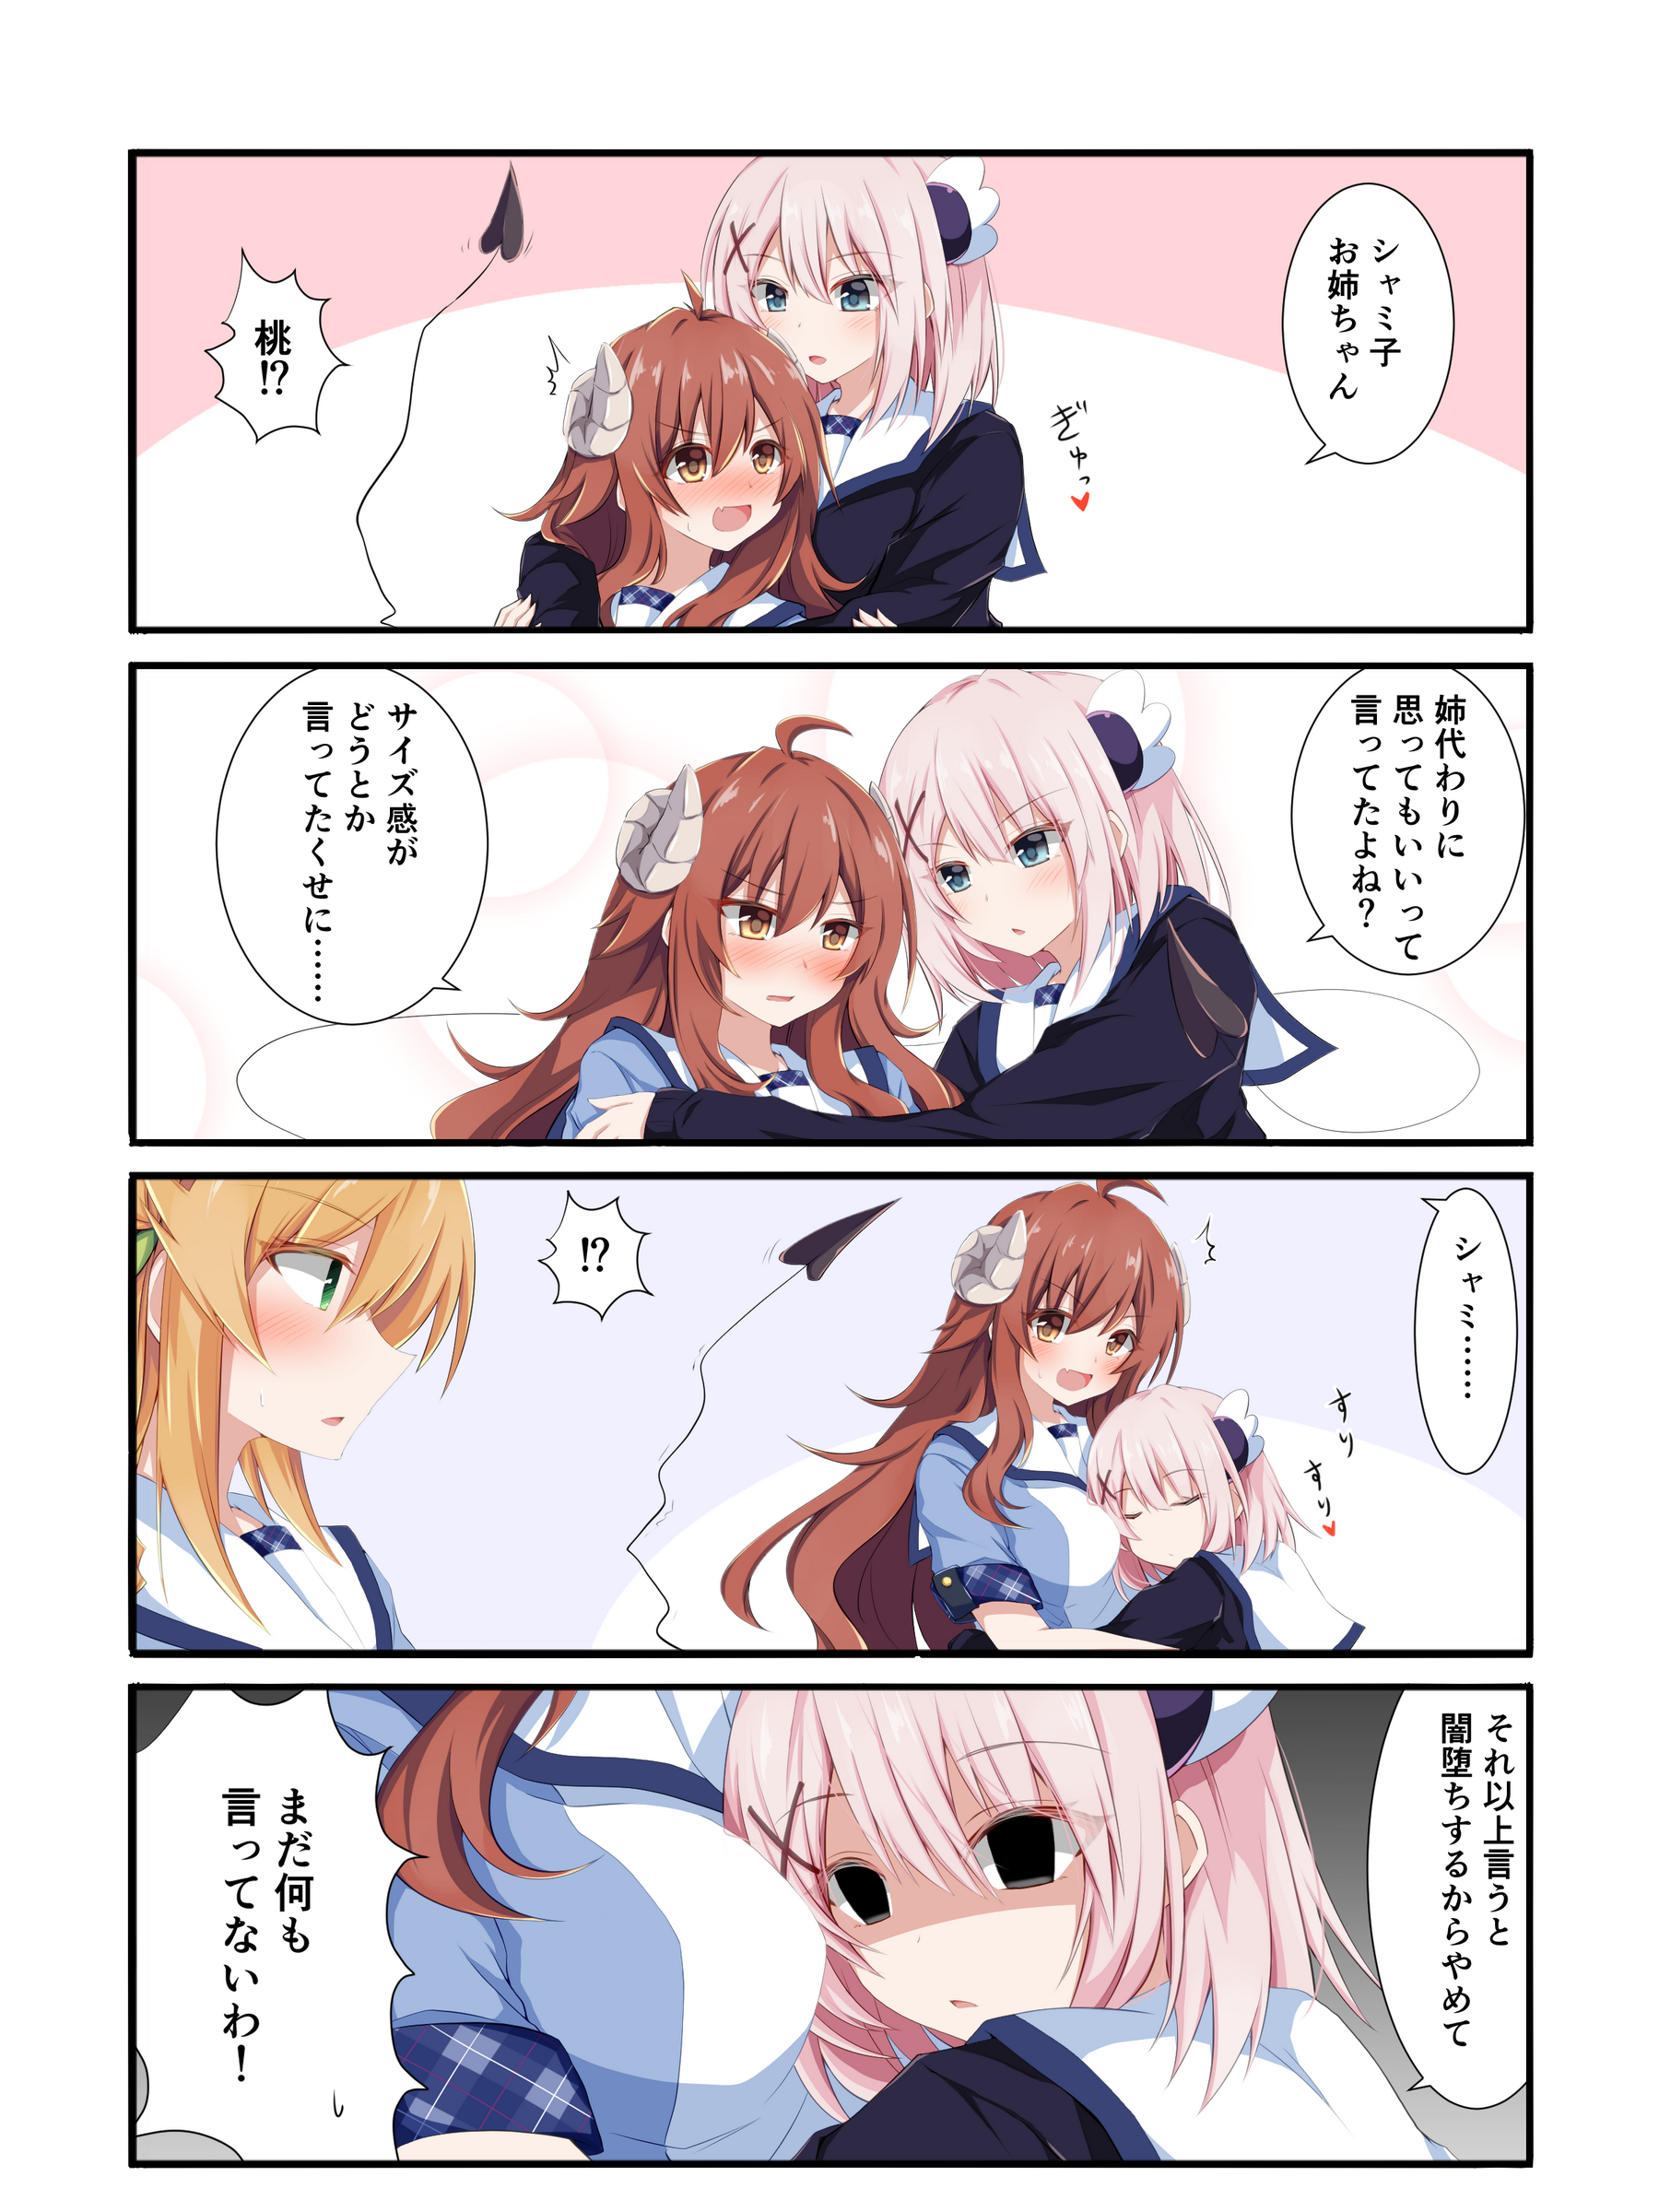 シャミ子
お姉ちゃん
ぎゅっ
桃!?
姉代わりに
思ってもいいって
言ってたよね？
サイズ感が
どうとか
言ってたくせに……
シャミ……
すり
すり
!?
それ以上言うと
闇堕ちするからやめて
まだ何も
言ってないわ！